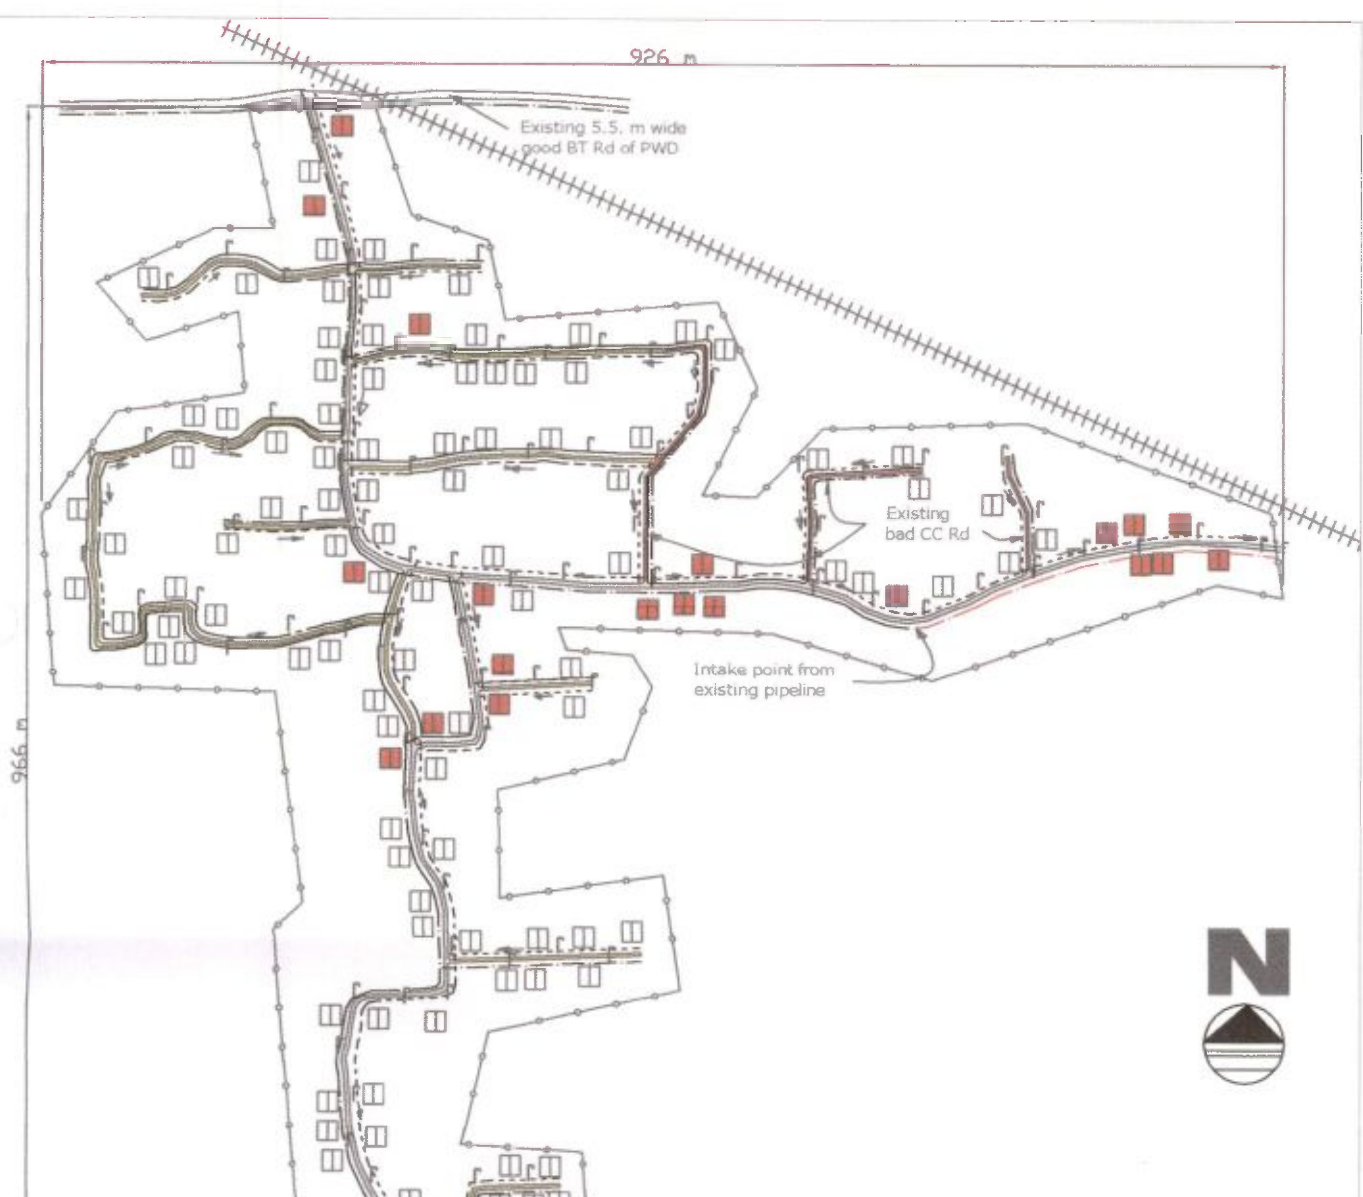 926 m
Existing 5.5. m wide
good BT Rd of PWD
Existing
bad CC Rd
Intake point from
existing pipeline
966 m
N